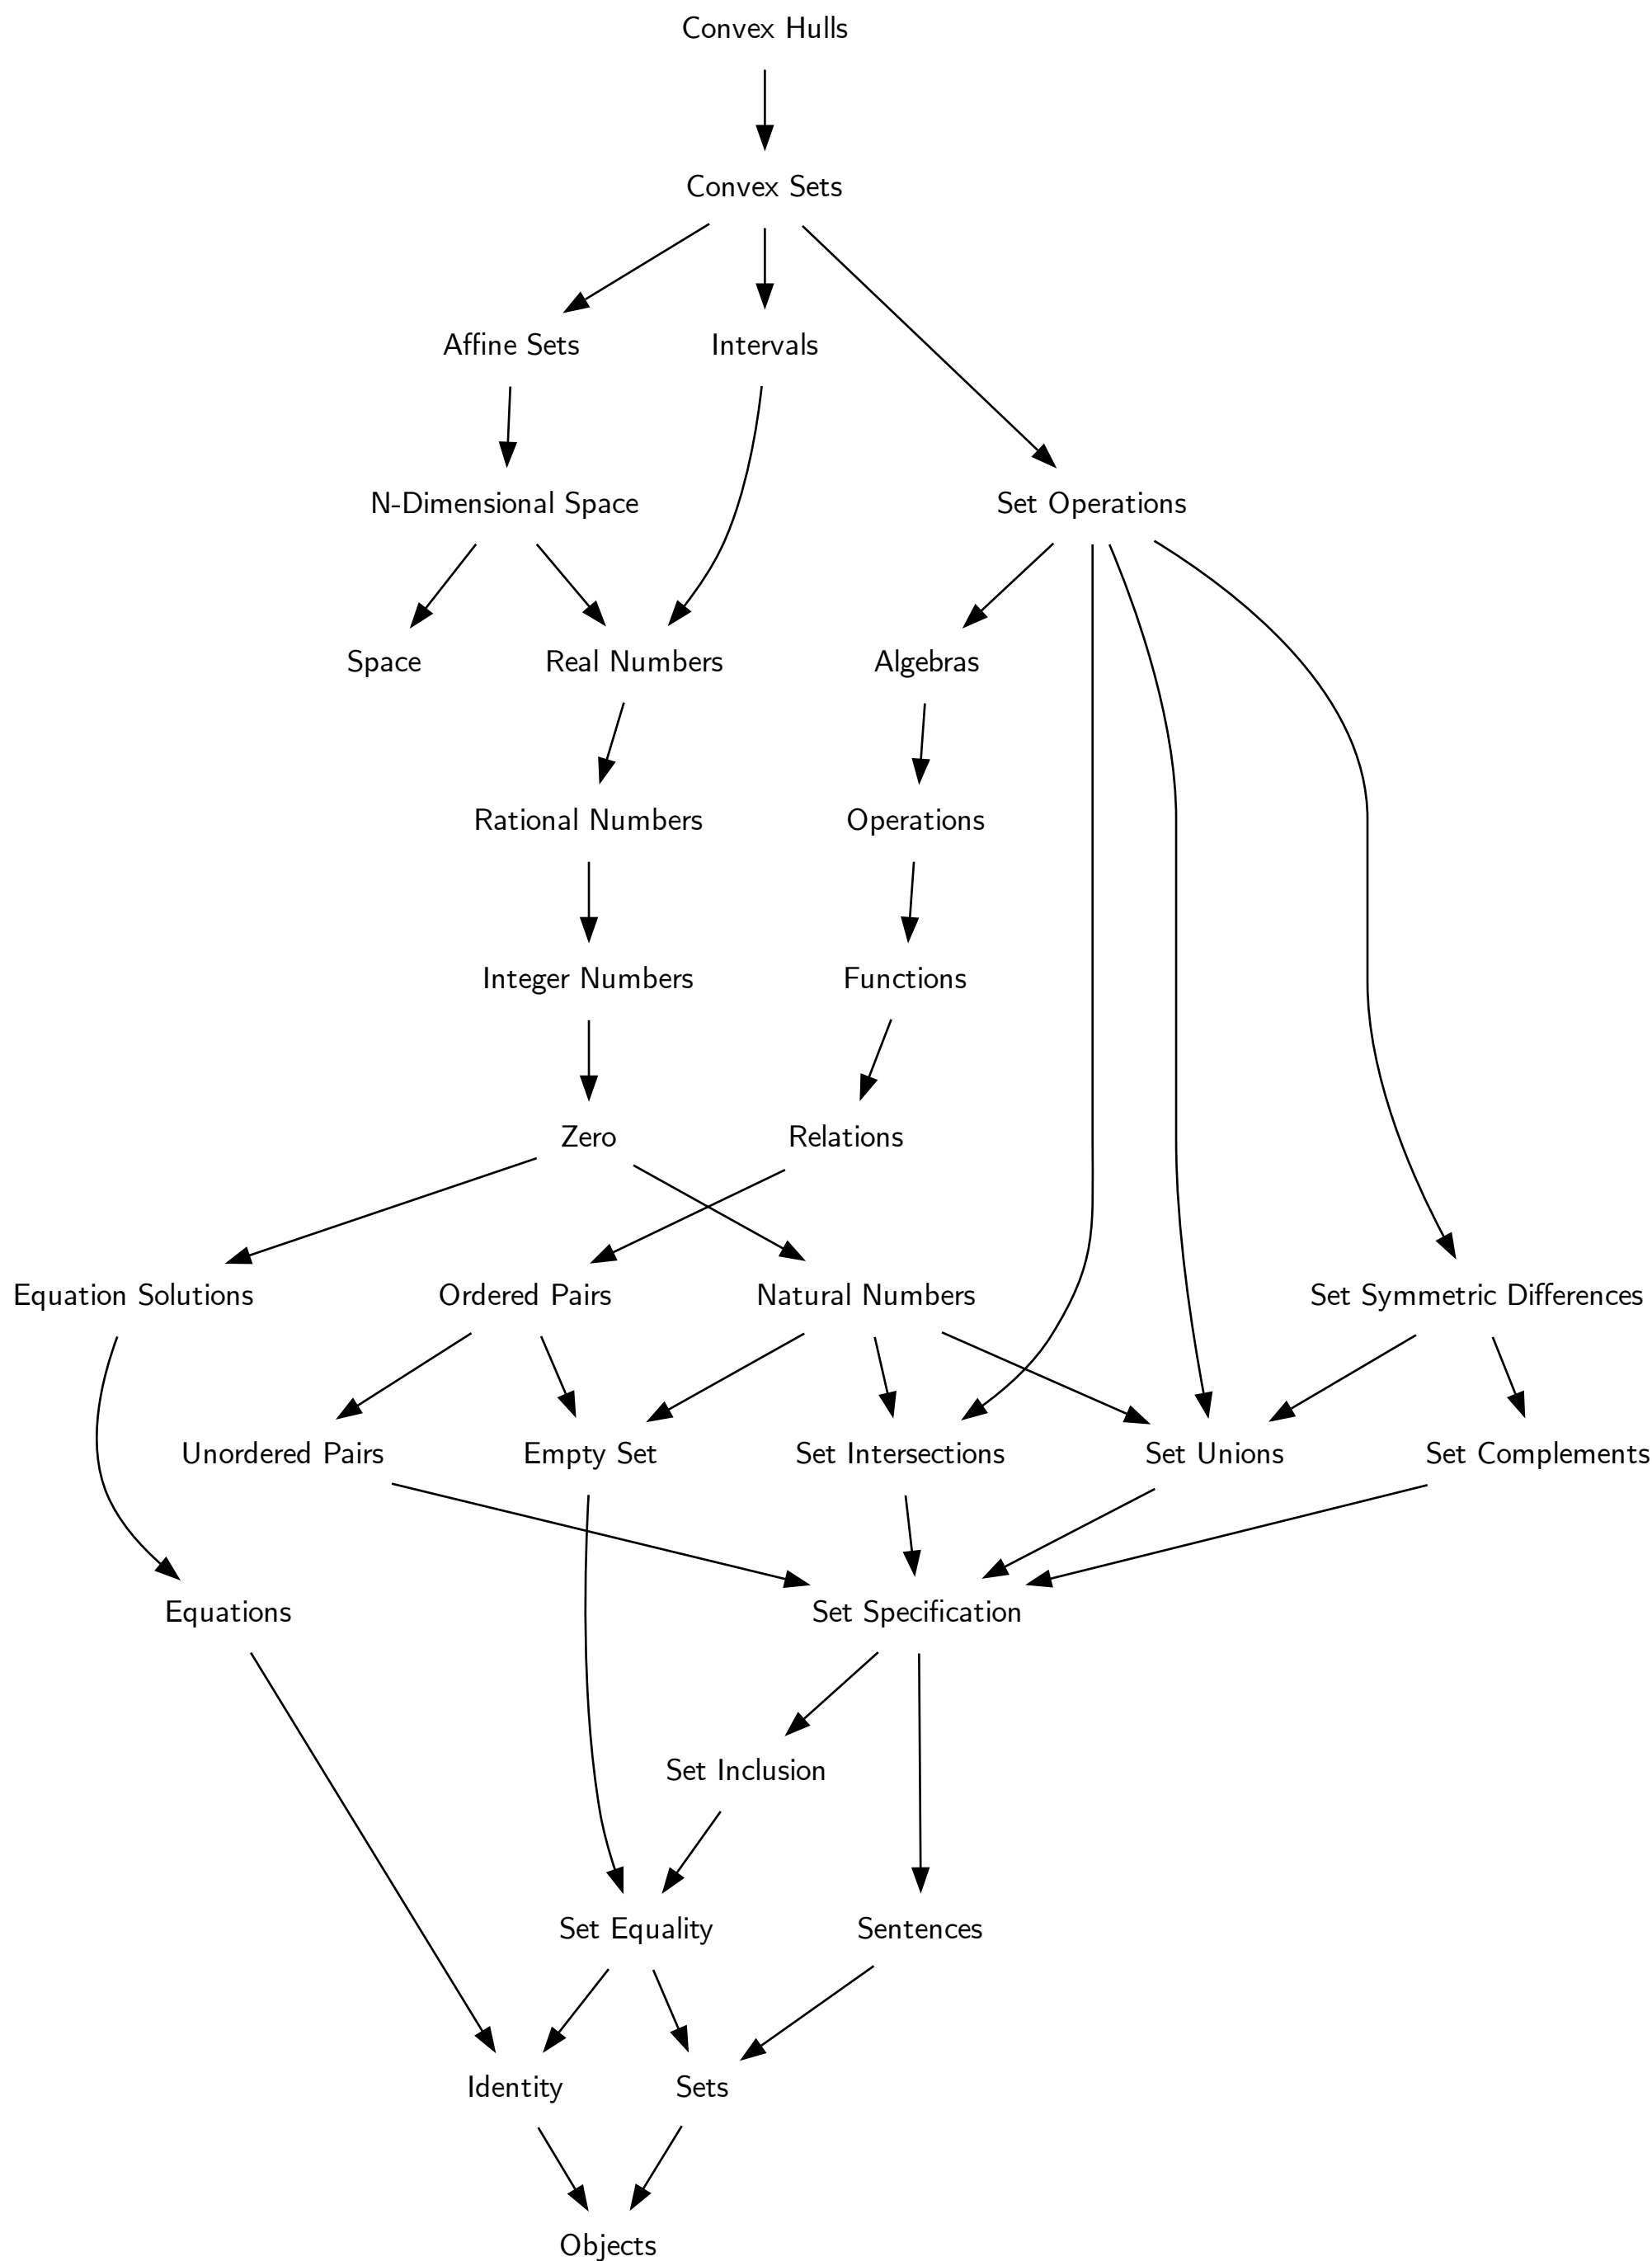 Convex Hulls
Convex Sets
Affine Sets
Intervals
N-Dimensional Space
Set Operations
Space
Real Numbers
Algebras
Rational Numbers
Operations
Integer Numbers
Functions
Zero
Relations
Equation Solutions
Ordered Pairs
Natural Numbers
Set Symmetric Differences
Unordered Pairs
Empty Set
Set Intersections
Set Unions
Set Complements
Equations
Set Specification
Set Inclusion
Set Equality
Sentences
Identity
Sets
Objects